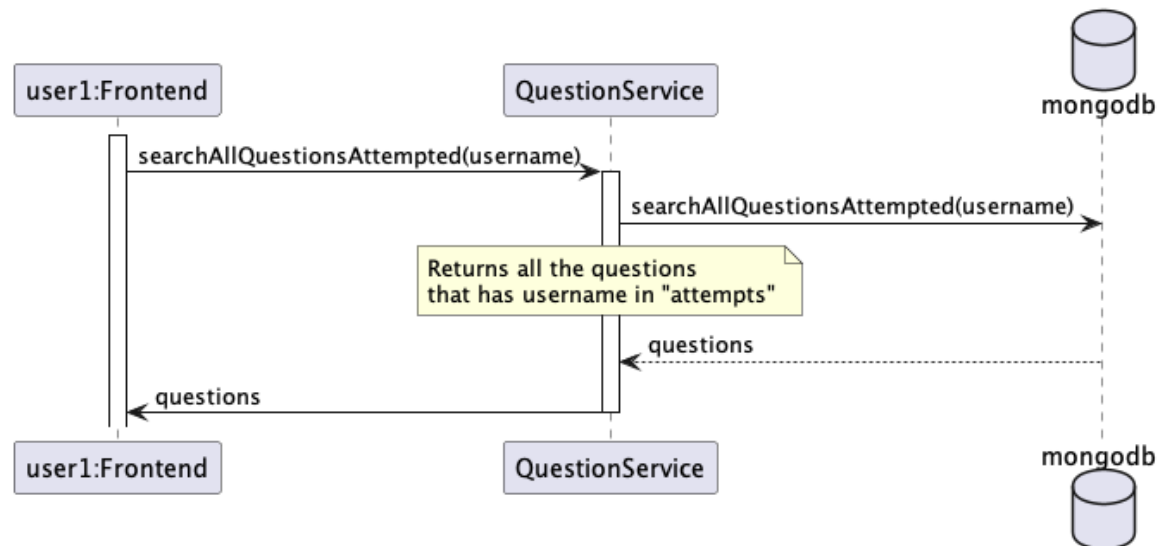 user1:Frontend
QuestionService
mongodb
searchAllQuestionsAttempted(username)
searchAllQuestionsAttempted(username)
Returns all the questions
that has username in "attempts"
questions
questions
user1:Frontend
QuestionService
mongodb